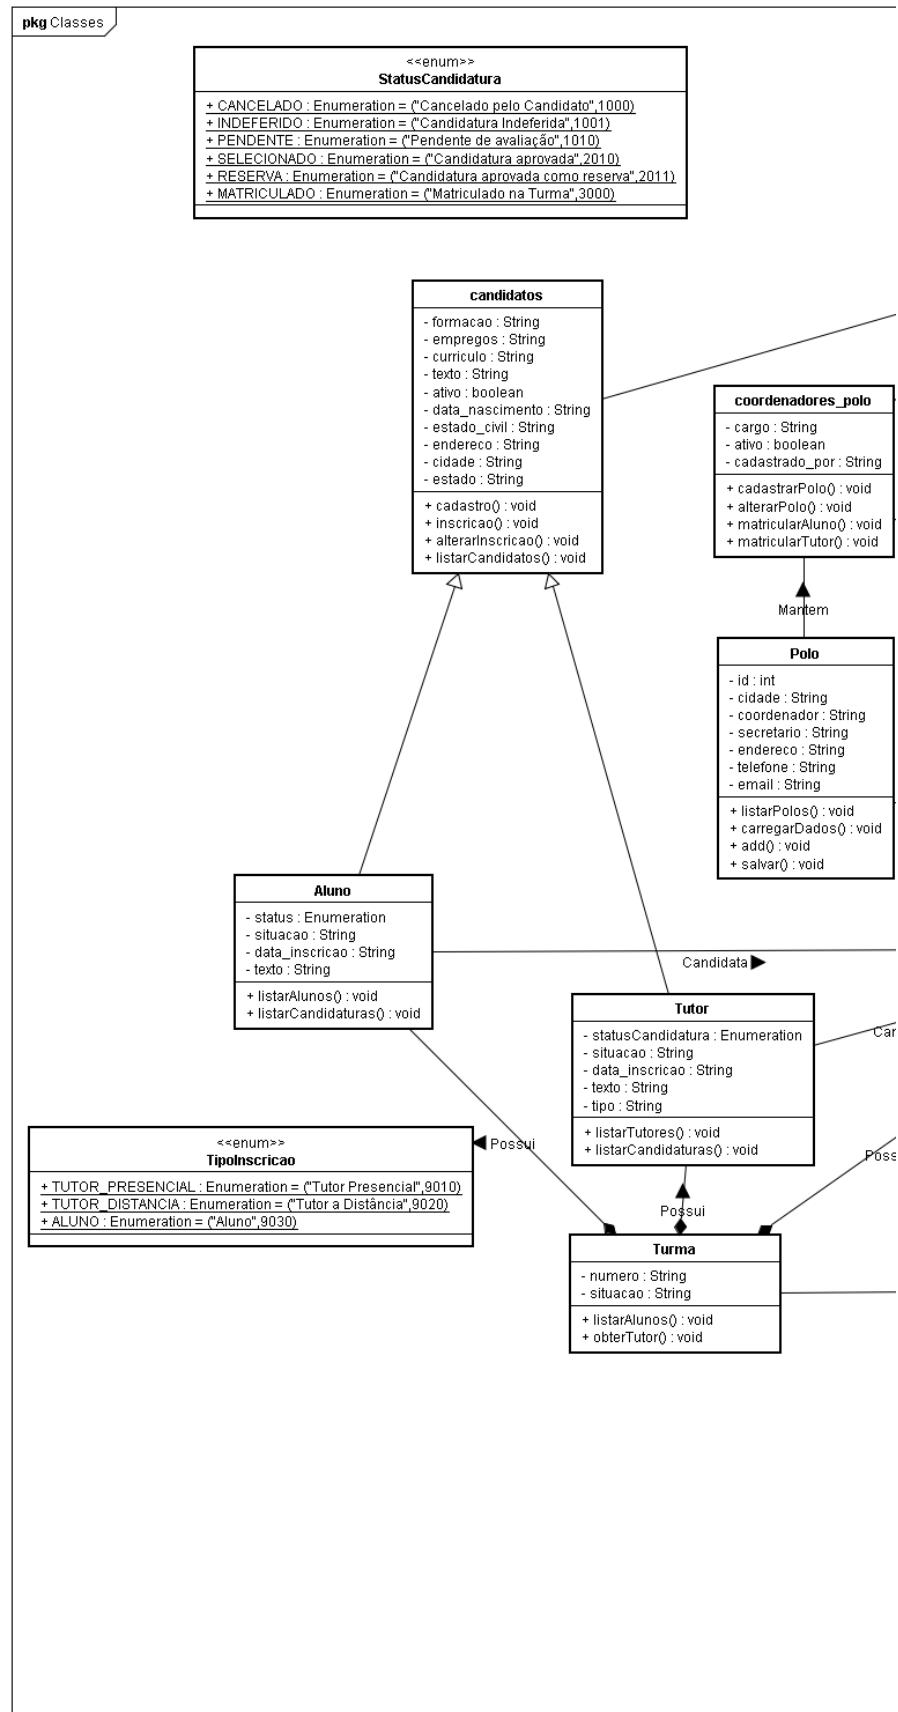 pkg Classes
<<enum>>
StatusCandidatura
+ CANCELADO : Enumeration = ("Cancelado pelo Candidato",1000)
+ INDEFERIDO : Enumeration = ("Candidatura Indeferida",1001)
+ PENDENTE : Enumeration = ("Pendente de avaliação",1010)
+ SELECIONADO : Enumeration = ("Candidatura aprovada",2010)
+ RESERVA : Enumeration = ("Candidatura aprovada como reserva",2011)
+ MATRICULADO : Enumeration = ("Matriculado na Turma",3000)
candidatos
- formacao : String
- empregos : String
- curriculo : String
- texto : String
- ativo : boolean
- data_nascimento : String
- estado_civil : String
- endereco : String
- cidade : String
- estado : String
+ cadastro() : void
+ inscricao() : void
+ alterarInscricao() : void
+ listarCandidatos() : void
coordenadores_polo
- cargo : String
- ativo : boolean
- cadastrado_por : String
+ cadastrarPolo() : void
+ alterarPolo() : void
+ matricularAluno() : void
+ matricularTutor() : void
Mantem
Polo
- id : int
- cidade : String
- coordenador : String
- secretario : String
- endereco : String
- telefone : String
- email : String
+ listarPolos() : void
+ carregarDados() : void
+ add() : void
+ salvar() : void
Aluno
- status : Enumeration
- situacao : String
- data_inscricao : String
- texto : String
+ listarAlunos() : void
+ listarCandidaturas() : void
Candidata
Tutor
- statusCandidatura : Enumeration
- situacao : String
- data_inscricao : String
- texto : String
- tipo : String
+ listarTutores() : void
+ listarCandidaturas() : void
Car
<<enum>>
TipoInscricao
+ TUTOR_PRESENCIAL : Enumeration = ("Tutor Presencial",9010)
+ TUTOR_DISTANCIA : Enumeration = ("Tutor a Distância",9020)
+ ALUNO : Enumeration = ("Aluno",9030)
Possui
Poss
Possui
Turma
- numero : String
- situacao : String
+ listarAlunos() : void
+ obterTutor() : void